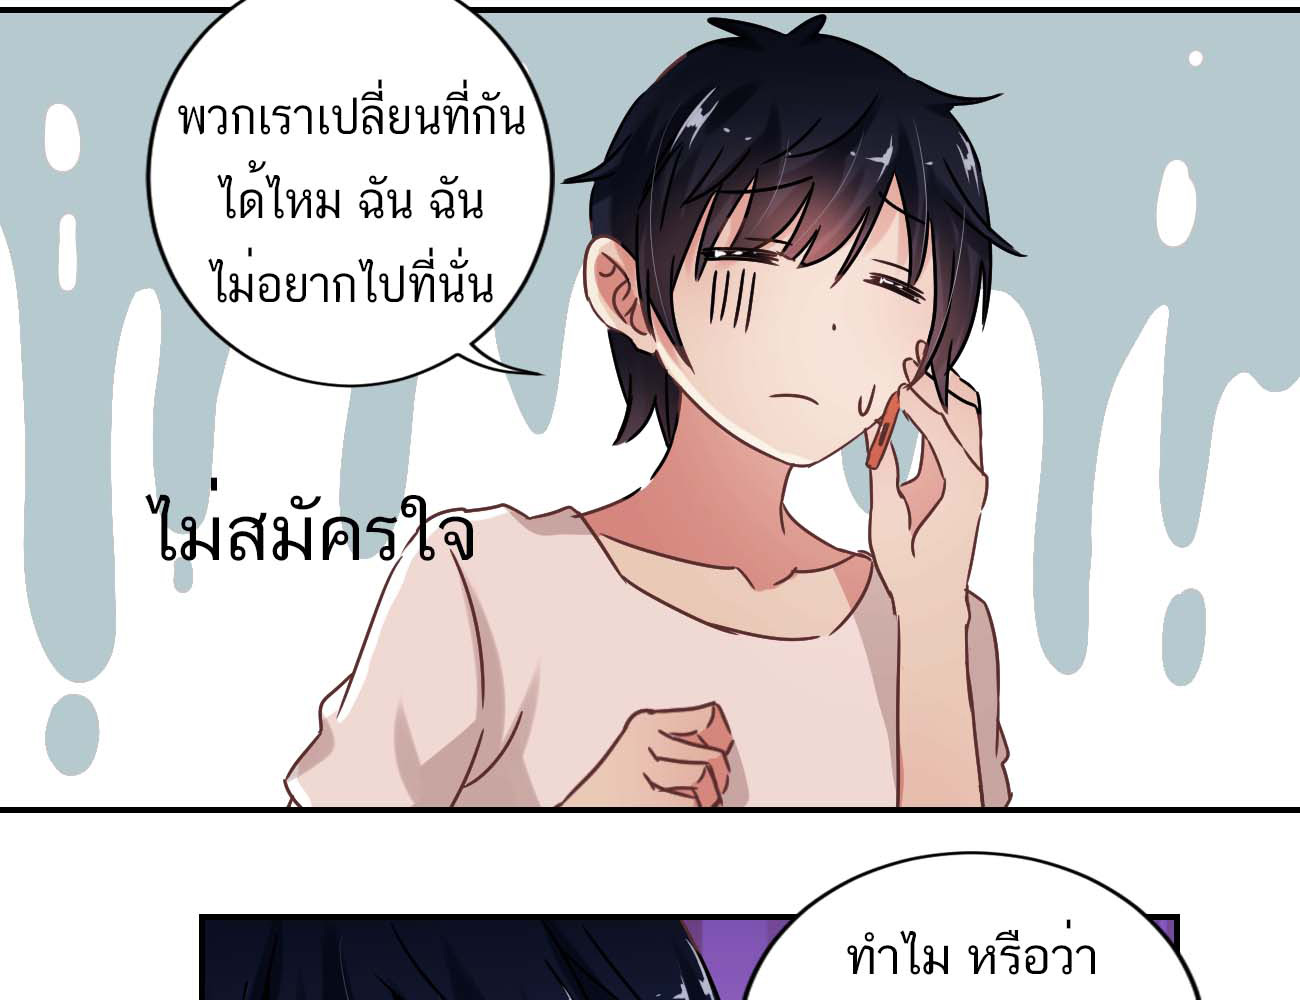 พวกเราเปลี่ยนที่กัน
ได้ไหม ฉัน ฉัน
ไม่อยากไปที่นั่น
ไม่สมัครใจ
ทำไม หรือว่า